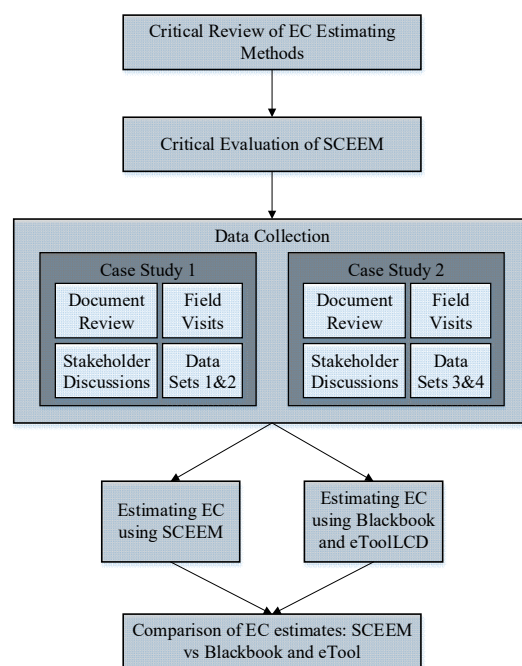 Critical Review of EC Estimating
Methods
Critical Evaluation of SCEEM
Data Collection
Case Study 1
Document
Review
Field
Visits
Stakeholder
Discussions
Data
Sets 1&2
Case Study 2
Document
Review
Field
Visits
Stakeholder
Discussions
Data
Sets 3&4
Estimating EC
using SCEEM
Estimating EC
using Blackbook
and eToolLCD
Comparison of EC estimates: SCEEM
vs Blackbook and eTool